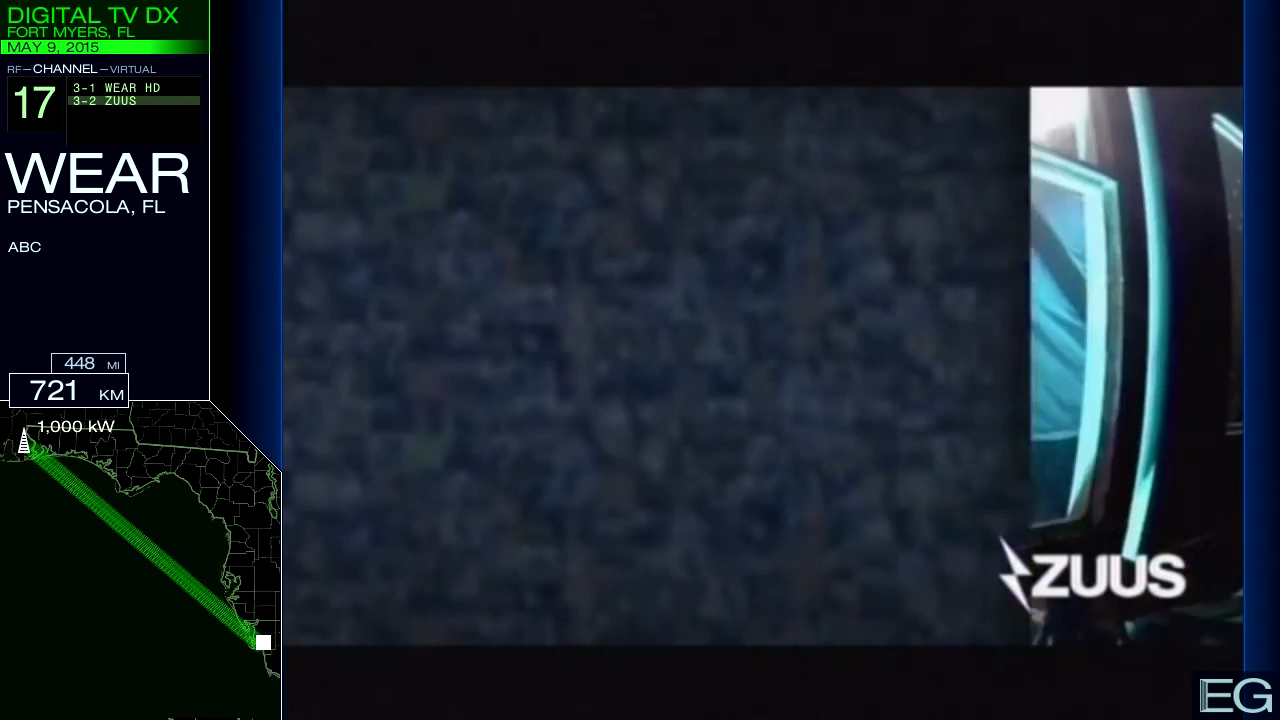 DIGITAL TV DX
FORT MYERS, FL
MAY 9, 2015
RF—CHANNEL—VIRTUAL
17
3-1 WEAR HD
3-2 ZUUS
WEAR
PENSACOLA, FL
ABC
448 MI
721 KM
1,000 kW
ZUUS
EG